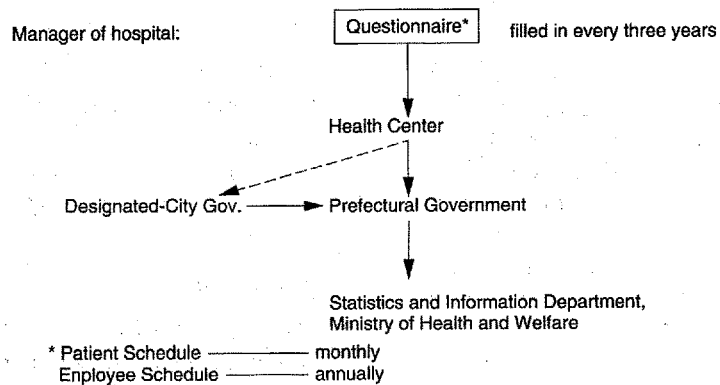 Manager of hospital: Questionnaire* filled in every three years
Health Center
Designated-City Gov. Prefectural Government
Statistics and Information Department,
Ministry of Health and Welfare
* Patient Schedule monthly
Enployee Schedule annually